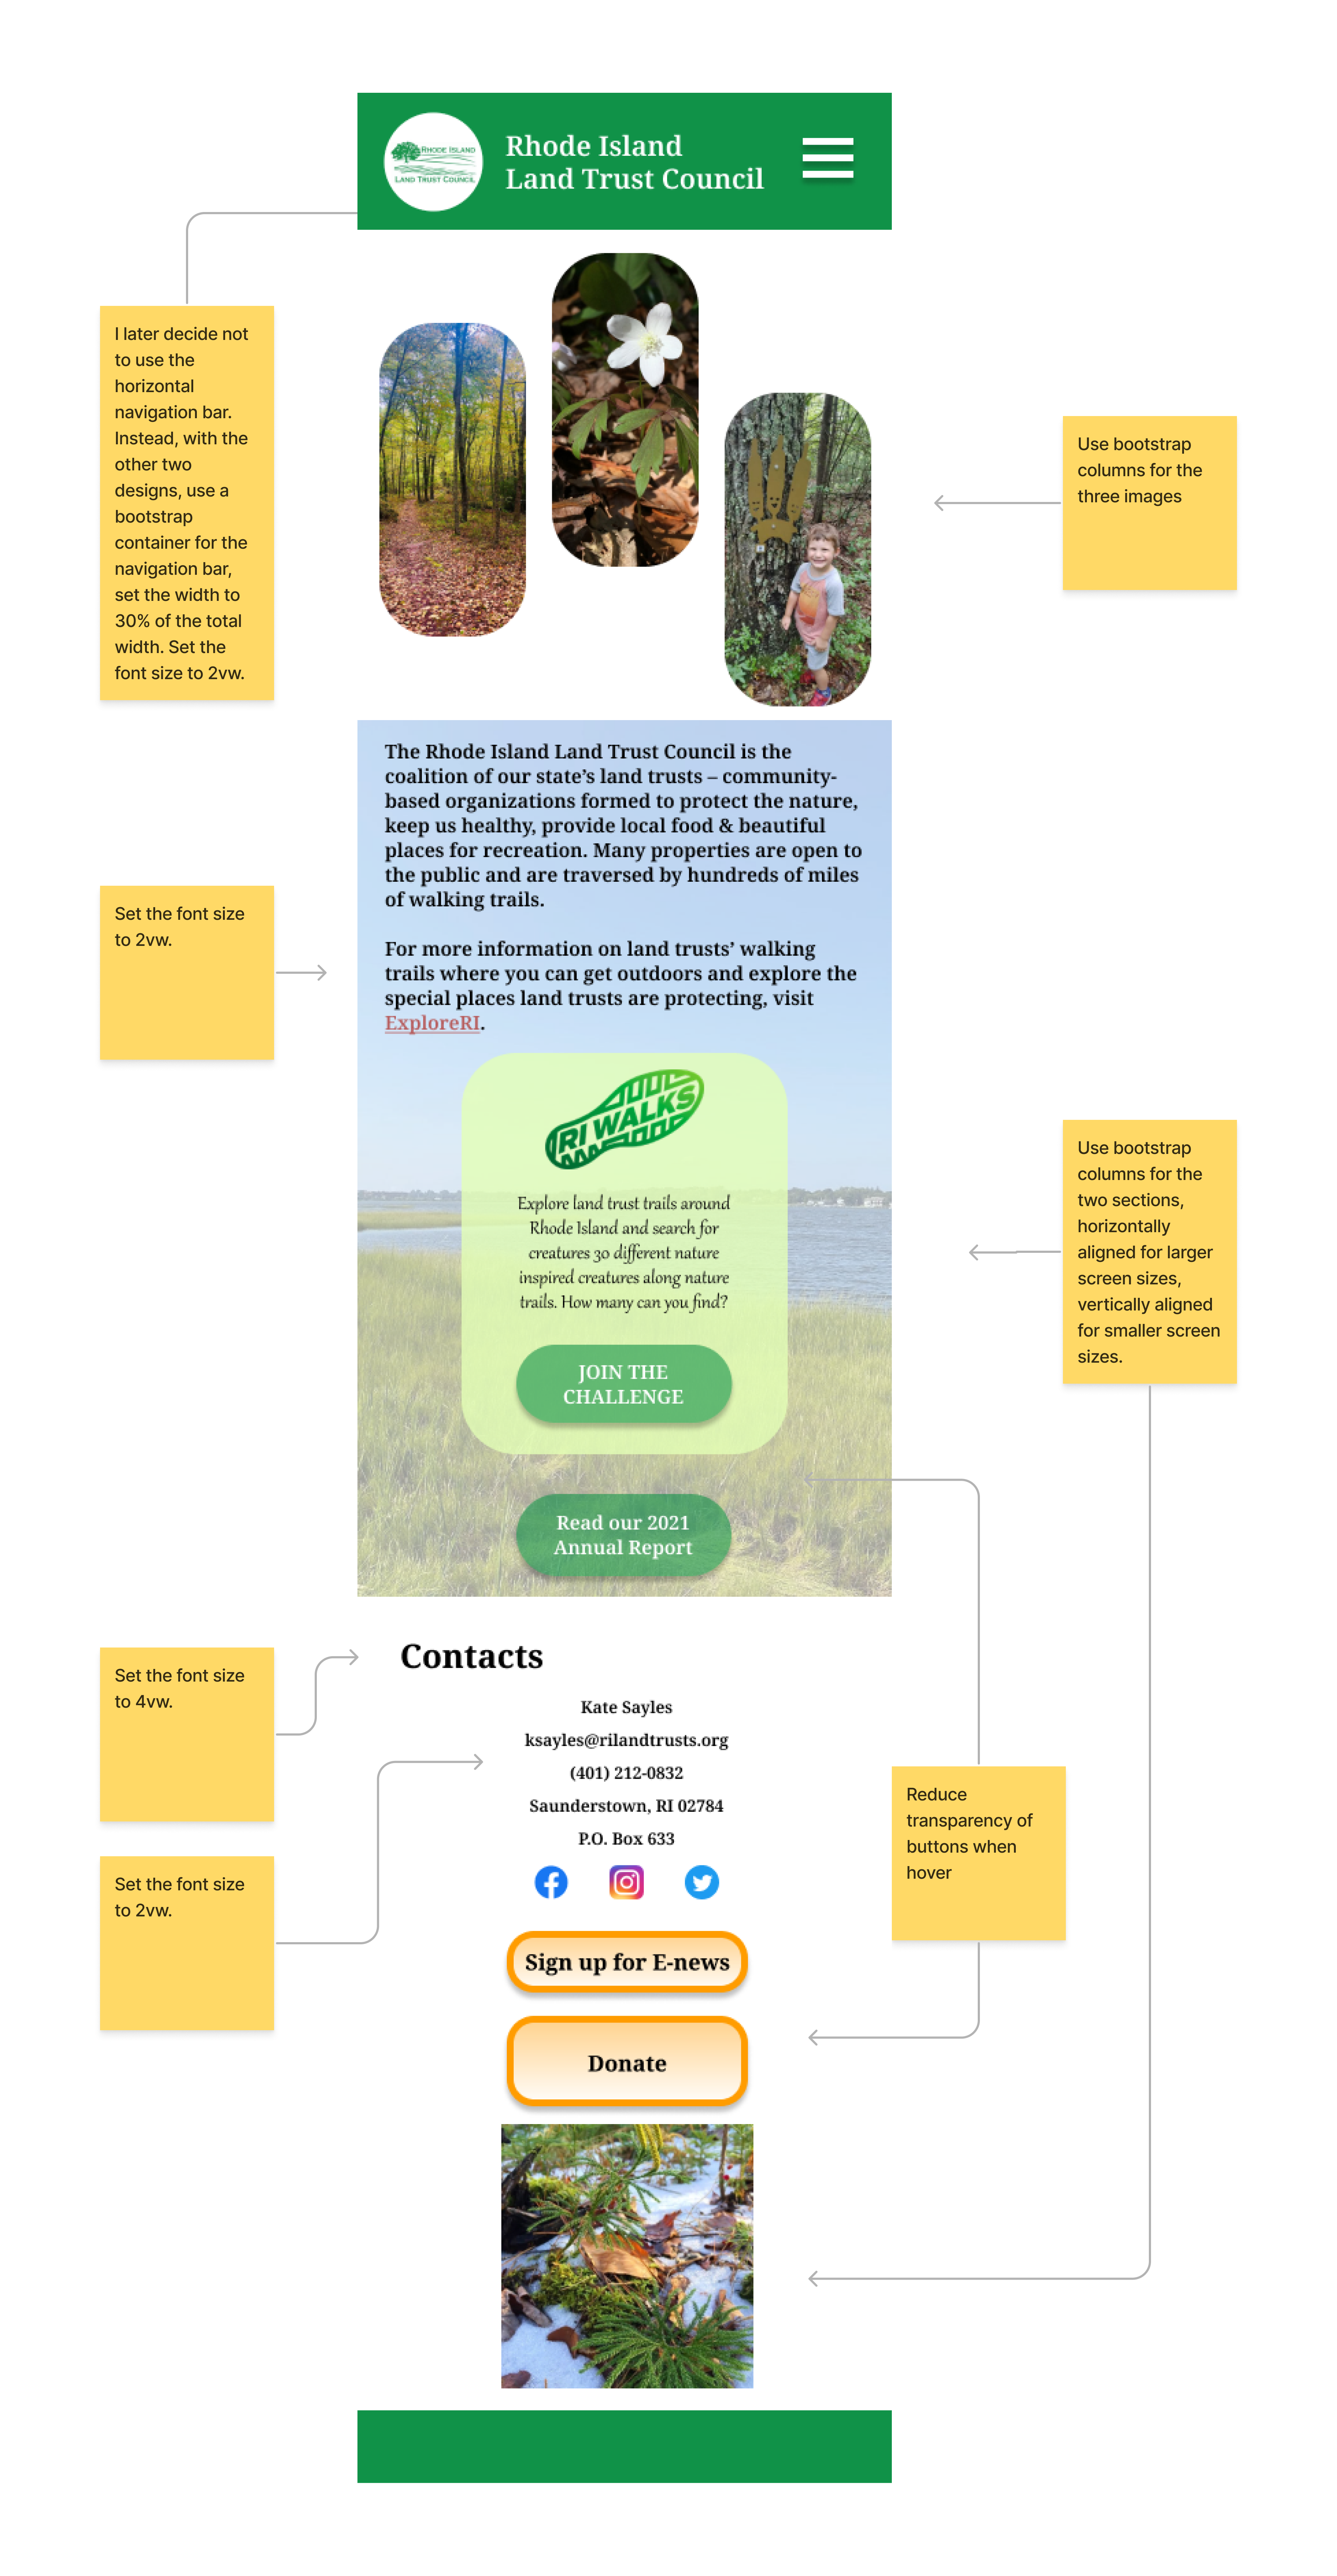 RHODE ISLAND
LAND TRUST COUNCIL
Rhode Island
Land Trust Council
I later decide not
to use the
horizontal
navigation bar.
Instead, with the
other two
designs, use a
bootstrap
container for the
navigation bar,
set the width to
30% of the total
width. Set the
font size to 2vw.
Use bootstrap
columns for the
three images
The Rhode Island Land Trust Council is the
coalition of our state’s land trusts – community-
based organizations formed to protect the nature,
keep us healthy, provide local food & beautiful
places for recreation. Many properties are open to
the public and are traversed by hundreds of miles
of walking trails.
Set the font size
to 2vw.
For more information on land trusts’ walking
trails where you can get outdoors and explore the
special places land trusts are protecting, visit
ExploreRI.
RI WALKS
Explore land trust trails around
Rhode Island and search for
creatures 30 different nature
inspired creatures along nature
trails. How many can you find?
Use bootstrap
columns for the
two sections,
horizontally
aligned for larger
screen sizes,
vertically aligned
for smaller screen
sizes.
JOIN THE
CHALLENGE
Read our 2021
Annual Report
Contacts
Set the font size
to 4vw.
Kate Sayles
ksayles@rilandtrusts.org
(401) 212-0832
Saunderstown, RI 02784
P.O. Box 633
Reduce
transparency of
buttons when
hover
Set the font size
to 2vw.
Sign up for E-news
Donate